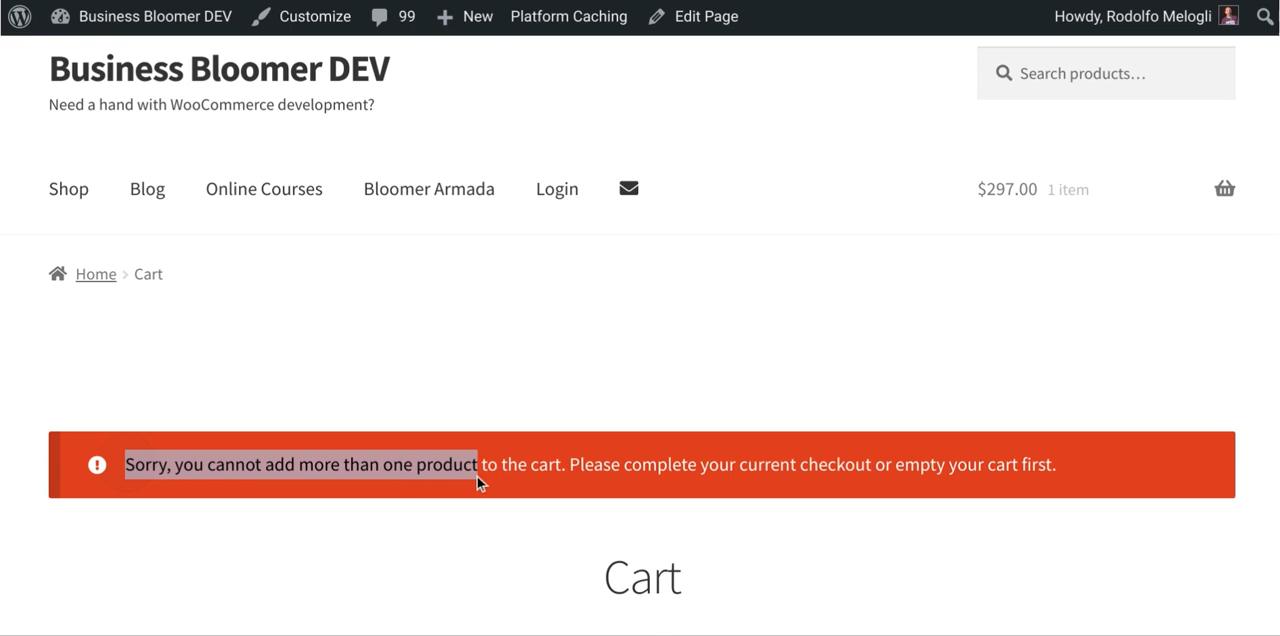 Business Bloomer DEV Customize 99 New Platform Caching Edit Page Howdy, Rodolfo Melogli
Business Bloomer DEV
Search products…
Need a hand with WooCommerce development?
Shop Blog Online Courses Bloomer Armada Login $297.00 1 item
Home Cart
Sorry, you cannot add more than one product to the cart. Please complete your current checkout or empty your cart first.
Cart